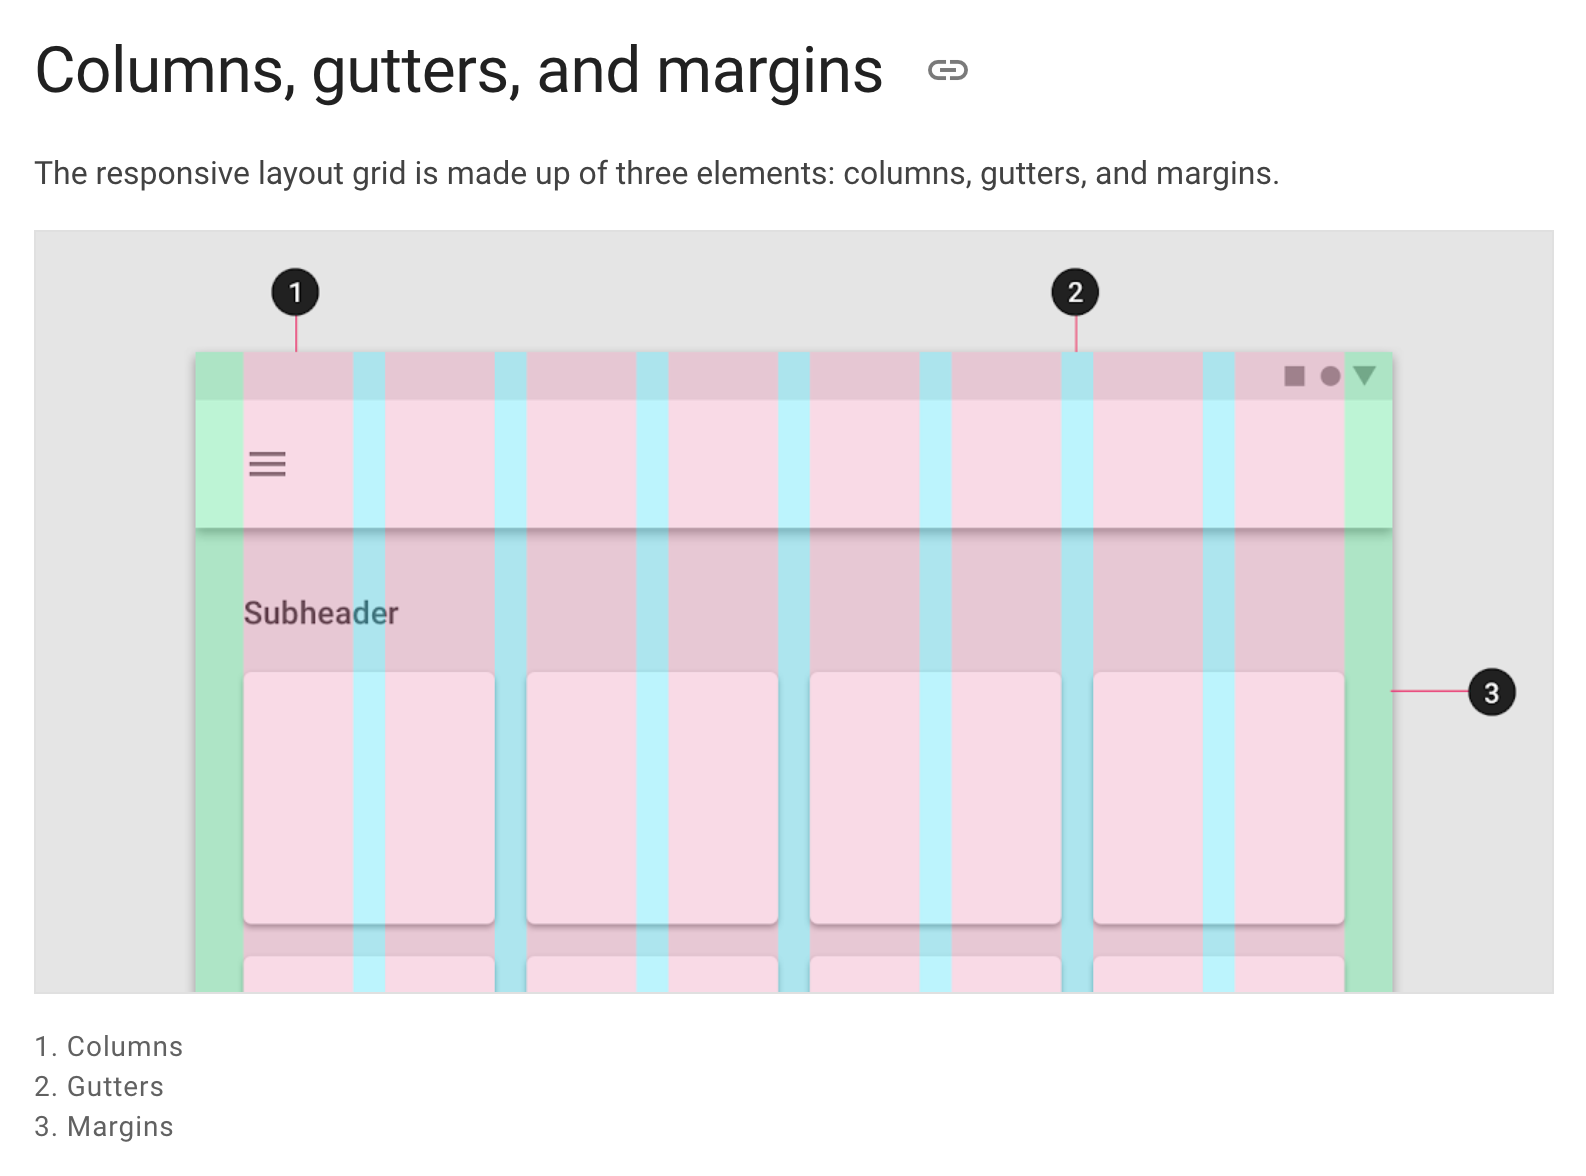 Columns, gutters, and margins
The responsive layout grid is made up of three elements: columns, gutters, and margins.
1
2
Subheader
3
1. Columns
2. Gutters
3. Margins